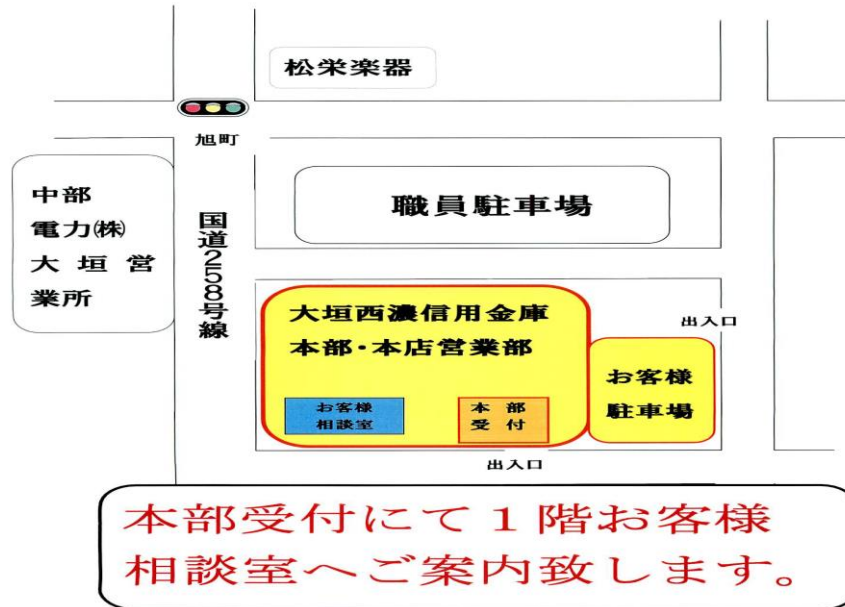 松栄楽器
旭町
中部
電力㈱
大垣営
業所
国道258号線
職員駐車場
大垣西濃信用金庫
本部・本店営業部
出入口
お客様
駐車場
お客様
相談室
本部
受付
出入口
本部受付にて１階お客様
相談室へご案内致します。